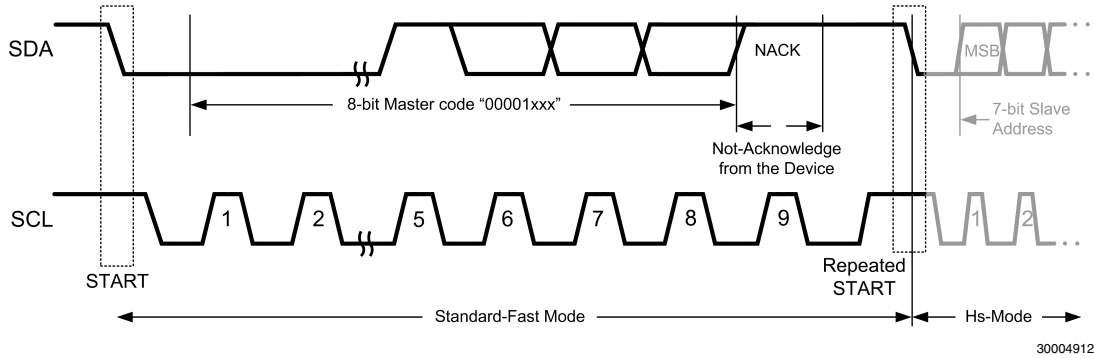 SDA
NACK
MSB
8-bit Master code “00001xxx”
7-bit Slave
Address
Not-Acknowledge
from the Device
SCL
1
2
5
6
7
8
9
1
2
START
Repeated
START
Standard-Fast Mode
Hs-Mode
30004912